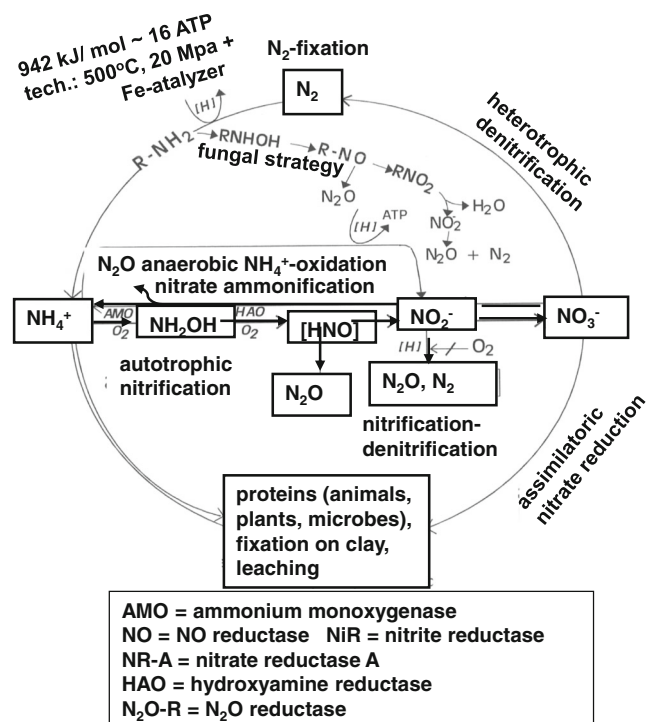 942 kJ/ mol ~ 16 ATP
tech.: 500°C, 20 Mpa +
Fe-atalyzer
N₂-fixation
N₂
heterotrophic
denitrification
[H]
R-NH₂
RNHOH
R-NO
RNO₂
fungal strategy
N₂O
H₂O
NO₂⁻
[H]
ATP
N₂O + N₂
N₂O anaerobic NH₄⁺-oxidation
nitrate ammonification
NH₄⁺
AMO
O₂
NH₂OH
HAO
O₂
[HNO]
NO₂⁻
NO₃⁻
[H]
O₂
autotrophic
nitrification
N₂O
N₂O, N₂
nitrification-
denitrification
assimilatoric
nitrate reduction
proteins (animals,
plants, microbes),
fixation on clay,
leaching
AMO = ammonium monoxygenase
NO = NO reductase NiR = nitrite reductase
NR-A = nitrate reductase A
HAO = hydroxyamine reductase
N₂O-R = N₂O reductase